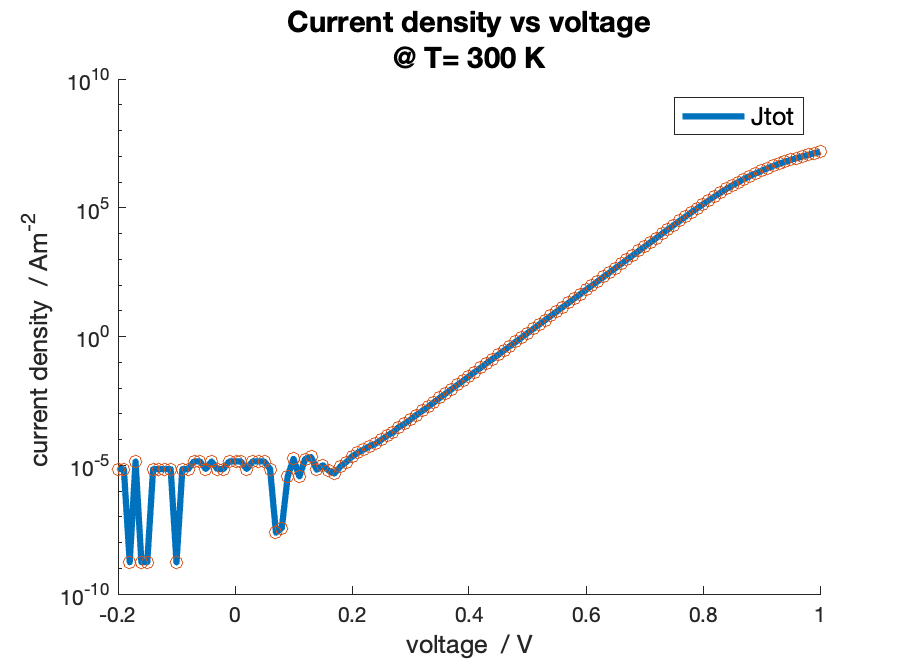 Current density vs voltage
@ T= 300 K
10^10
Jtot
10^5
10^0
10^-5
10^-10
current density / Am^-2
-0.2
0
0.2
0.4
0.6
0.8
1
voltage / V